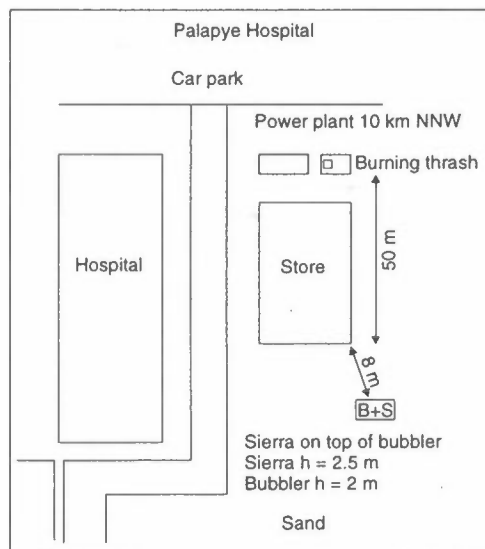 Palapye Hospital
Car park
Power plant 10 km NNW
Burning thrash
50 m
Hospital
Store
8 m
B+S
Sierra on top of bubbler
Sierra h = 2.5 m
Bubbler h = 2 m
Sand